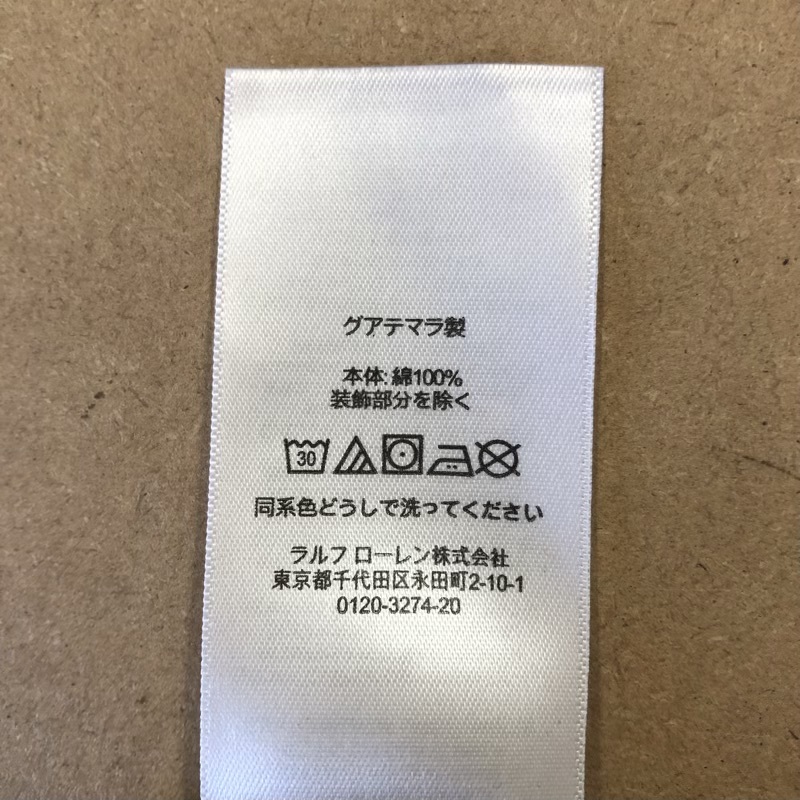 グアテマラ製
本体: 綿100%
装飾部分を除く
30
同系色どうしで洗ってください
ラルフ ローレン株式会社
東京都千代田区永田町2-10-1
0120-3274-20